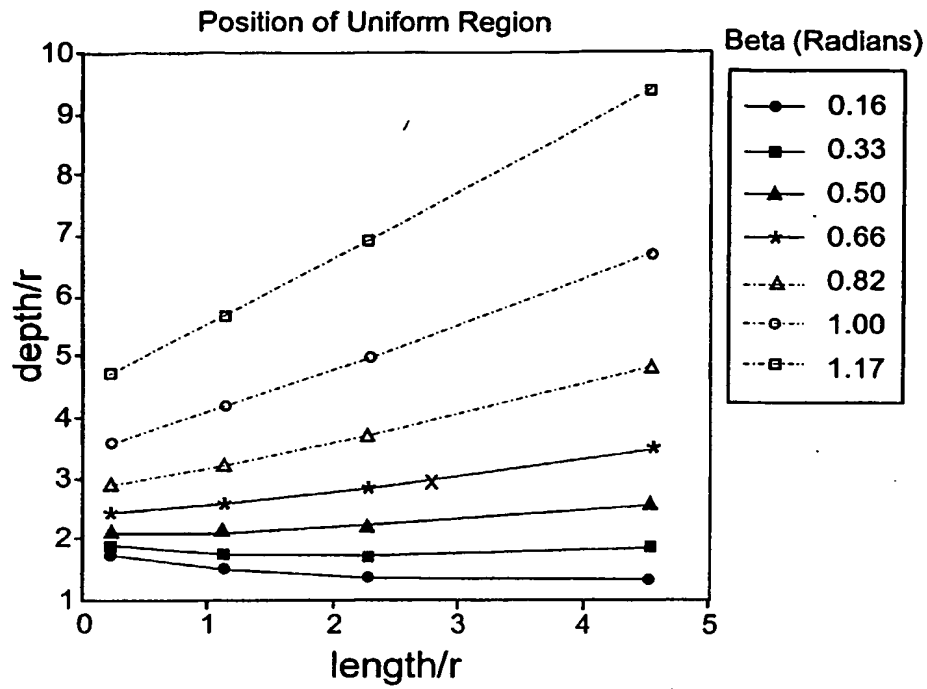 Position of Uniform Region
Beta (Radians)
0.16
0.33
0.50
0.66
0.82
1.00
1.17
10
9
8
7
6
5
4
3
2
1
depth/r
0 1 2 3 4 5
length/r
X